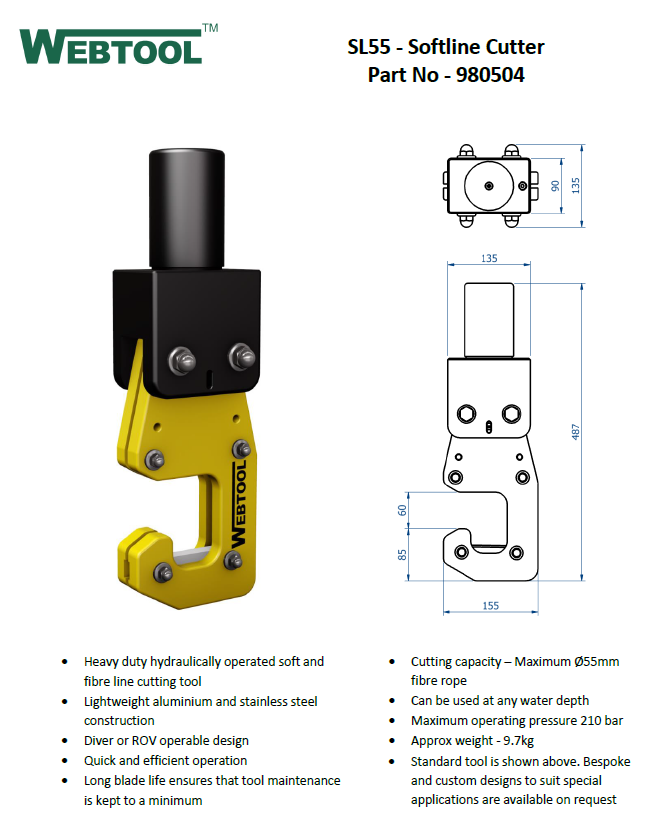 WEBTOOL™
SL55 - Softline Cutter
Part No - 980504
90
135
135
487
60
85
155
WEBTOOL
• Heavy duty hydraulically operated soft and
fibre line cutting tool
• Lightweight aluminium and stainless steel
construction
• Diver or ROV operable design
• Quick and efficient operation
• Long blade life ensures that tool maintenance
is kept to a minimum
• Cutting capacity – Maximum Ø55mm
fibre rope
• Can be used at any water depth
• Maximum operating pressure 210 bar
• Approx weight - 9.7kg
• Standard tool is shown above. Bespoke
and custom designs to suit special
applications are available on request